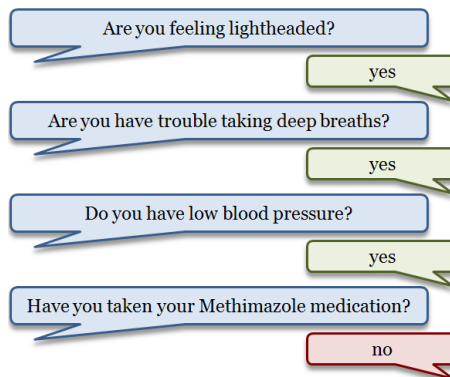 Are you feeling lightheaded?
yes
Are you have trouble taking deep breaths?
yes
Do you have low blood pressure?
yes
Have you taken your Methimazole medication?
no